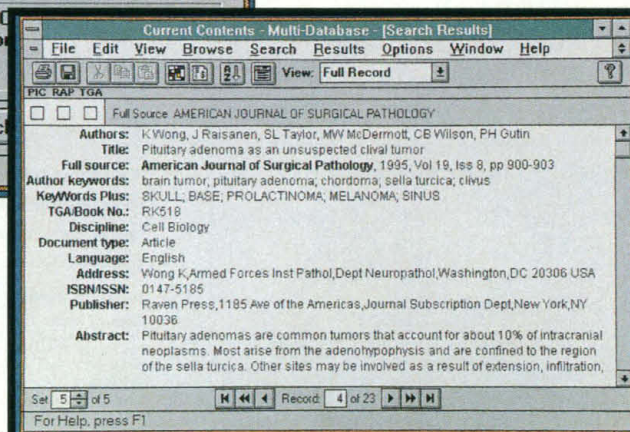 Current Contents - Multi-Database - [Search Results]
File Edit View Browse Search Results Options Window Help
View: Full Record
PIC RAP TGA
Full Source AMERICAN JOURNAL OF SURGICAL PATHOLOGY
Authors: K Wong, J Raisanen, SL Taylor, MW McDermott, CB Wilson, PH Gutin
Title: Pituitary adenoma as an unsuspected clival tumor
Full source: American Journal of Surgical Pathology, 1995, Vol 19, Iss 8, pp 900-903
Author keywords: brain tumor; pituitary adenoma; chordoma; sella turcica; clivus
KeyWords Plus: SKULL; BASE; PROLACTINOMA; MELANOMA; SINUS
TGA/Book No.: RK518
Discipline: Cell Biology
Document type: Article
Language: English
Address: Wong K,Armed Forces Inst Pathol,Dept Neuropathol,Washington,DC 20306 USA
ISBN/ISSN: 0147-5185
Publisher: Raven Press,1185 Ave of the Americas,Journal Subscription Dept,New York,NY
10036
Abstract: Pituitary adenomas are common tumors that account for about 10% of intracranial
neoplasms. Most arise from the adenohypophysis and are confined to the region
of the sella turcica. Other sites may be involved as a result of extension, infiltration,
Set 5 of 5 Record: 4 of 23
For Help, press F1